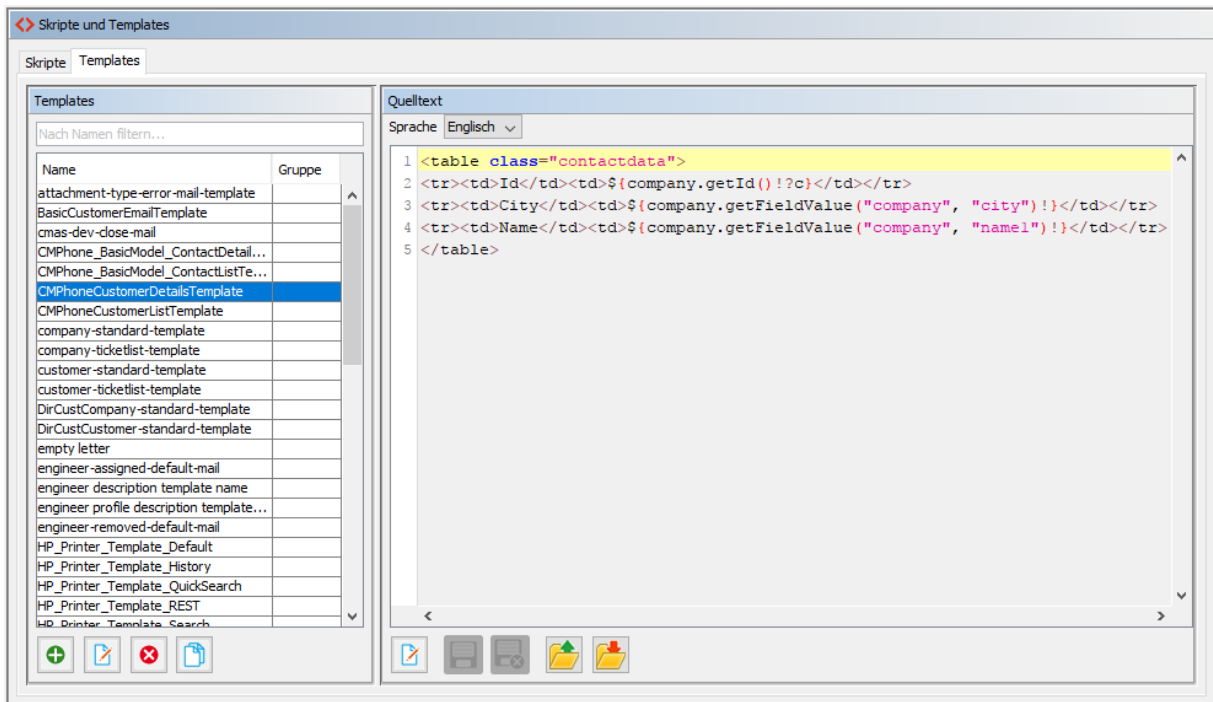 Skripte und Templates
Skripte Templates
Templates
Nach Namen filtern...
Name Gruppe
attachment-type-error-mail-template
BasicCustomerEmailTemplate
cmas-dev-close-mail
CMPhone_BasicModel_ContactDetail...
CMPhone_BasicModel_ContactListTe...
CMPhoneCustomerDetailsTemplate
CMPhoneCustomerListTemplate
company-standard-template
company-ticketlist-template
customer-standard-template
customer-ticketlist-template
DirCustCompany-standard-template
DirCustCustomer-standard-template
empty letter
engineer-assigned-default-mail
engineer description template name
engineer profile description template...
engineer-removed-default-mail
HP_Printer_Template_Default
HP_Printer_Template_History
HP_Printer_Template_QuickSearch
HP_Printer_Template_REST
HP_Printer_Template_Search
Quelltext
Sprache Englisch
1 <table class="contactdata">
2 <tr><td>Id</td><td>${company.getId()!?c}</td></tr>
3 <tr><td>City</td><td>${company.getFieldValue("company", "city")!}</td></tr>
4 <tr><td>Name</td><td>${company.getFieldValue("company", "name1")!}</td></tr>
5 </table>